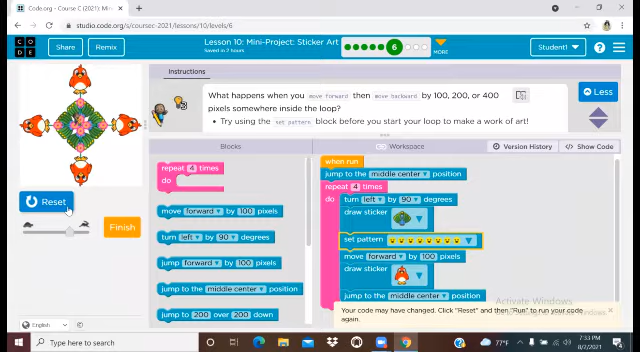 Code.org - Course C (2021): Min
studio.code.org/s/coursec-2021/lessons/10/levels/6
C O
D E
Share
Remix
Lesson 10: Mini-Project: Sticker Art
Saved in 2 hours
6
MORE
Student1
Instructions
What happens when you move forward then move backward by 100, 200, or 400
pixels somewhere inside the loop?
• Try using the set pattern block before you start your loop to make a work of art!
Less
Reset
Finish
Blocks
Workspace
Version History
</> Show Code
repeat 4 times
do
move forward by 100 pixels
turn left by 90 degrees
jump forward by 100 pixels
jump to the middle center position
jump to 200 over 200 down
when run
jump to the middle center position
repeat 4 times
do
turn left by 90 degrees
draw sticker
set pattern
move forward by 100 pixels
draw sticker
jump to the middle center position
Your code may have changed. Click "Reset" and then "Run" to run your code
again.
Activate Windows
English
MORE
Type here to search
77°F
7:33 PM
8/2/2021